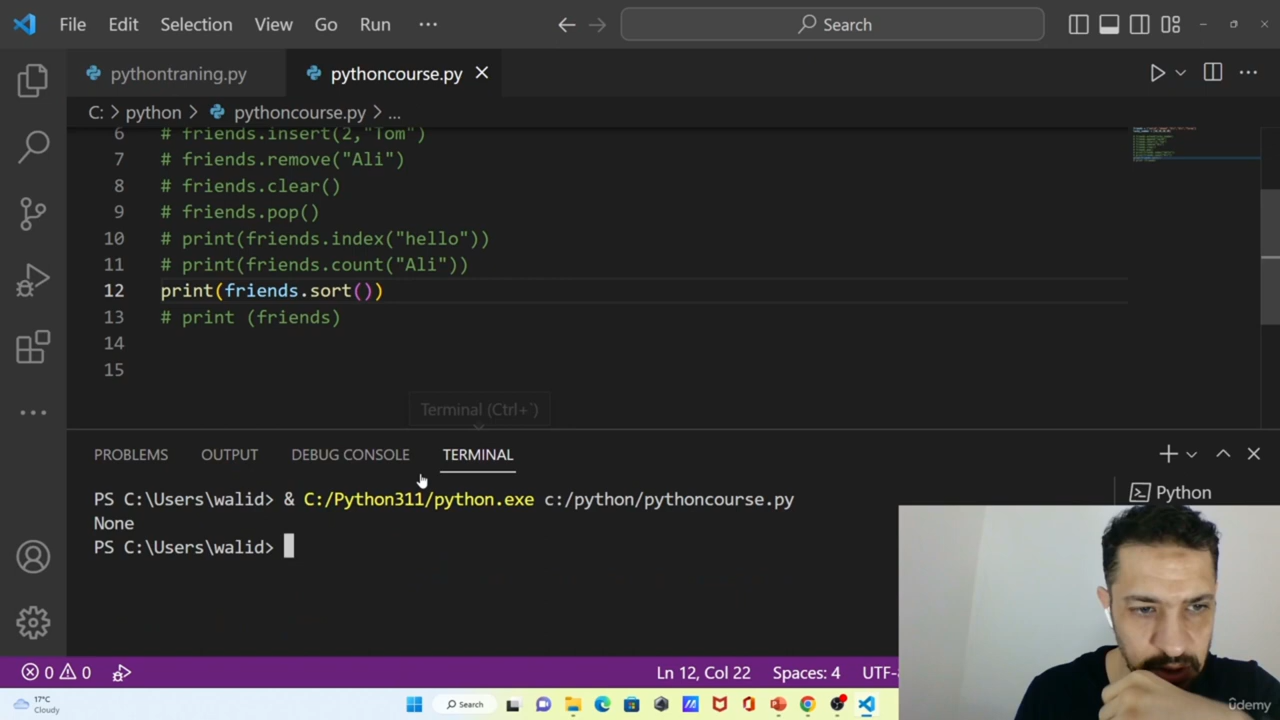 File Edit Selection View Go Run ··· Search
pythontraning.py pythoncourse.py
C: > python > pythoncourse.py > ...
6 # friends.insert(2,"Tom")
7 # friends.remove("Ali")
8 # friends.clear()
9 # friends.pop()
10 # print(friends.index("hello"))
11 # print(friends.count("Ali"))
12 print(friends.sort())
13 # print (friends)
14
15
Terminal (Ctrl+`)
PROBLEMS OUTPUT DEBUG CONSOLE TERMINAL
PS C:\Users\walid> & C:/Python311/python.exe c:/python/pythoncourse.py
Python
None
PS C:\Users\walid>
0 0 Ln 12, Col 22 Spaces: 4
17°C
Cloudy
Search
ûdemy